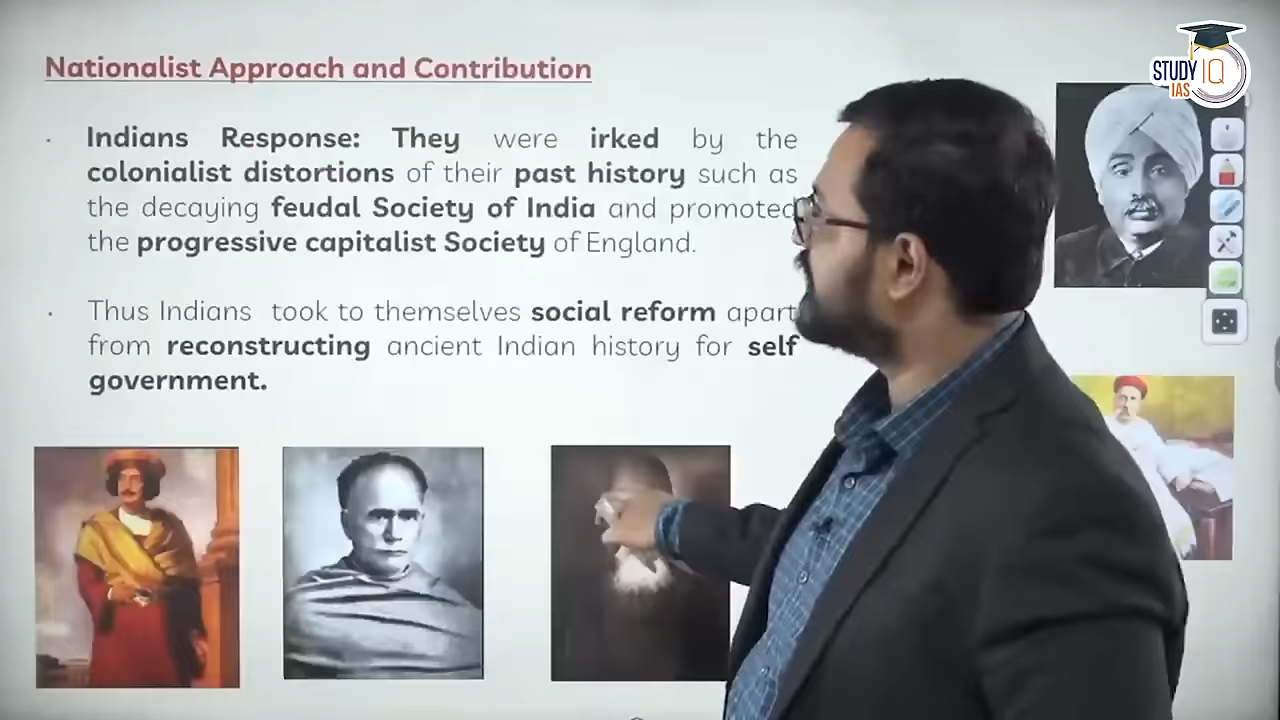 Nationalist Approach and Contribution
STUDY IQ
IAS
· Indians Response: They were irked by the
colonialist distortions of their past history such as
the decaying feudal Society of India and promoted
the progressive capitalist Society of England.
· Thus Indians took to themselves social reform apart
from reconstructing ancient Indian history for self
government.